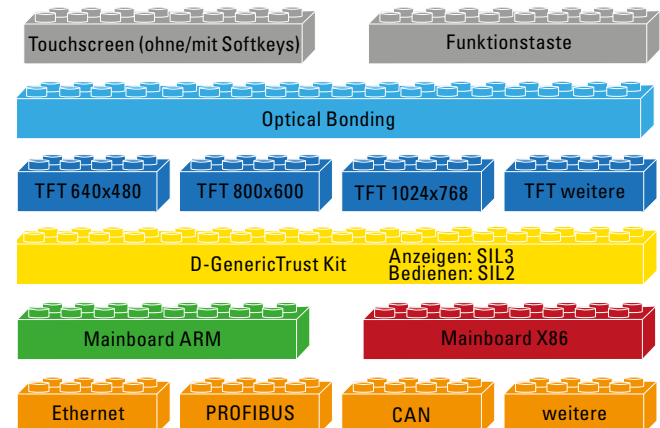 Touchscreen (ohne/mit Softkeys)
Funktionstaste
Optical Bonding
TFT 640x480
TFT 800x600
TFT 1024x768
TFT weitere
D-GenericTrust Kit
Anzeigen: SIL3
Bedienen: SIL2
Mainboard ARM
Mainboard X86
Ethernet
PROFIBUS
CAN
weitere